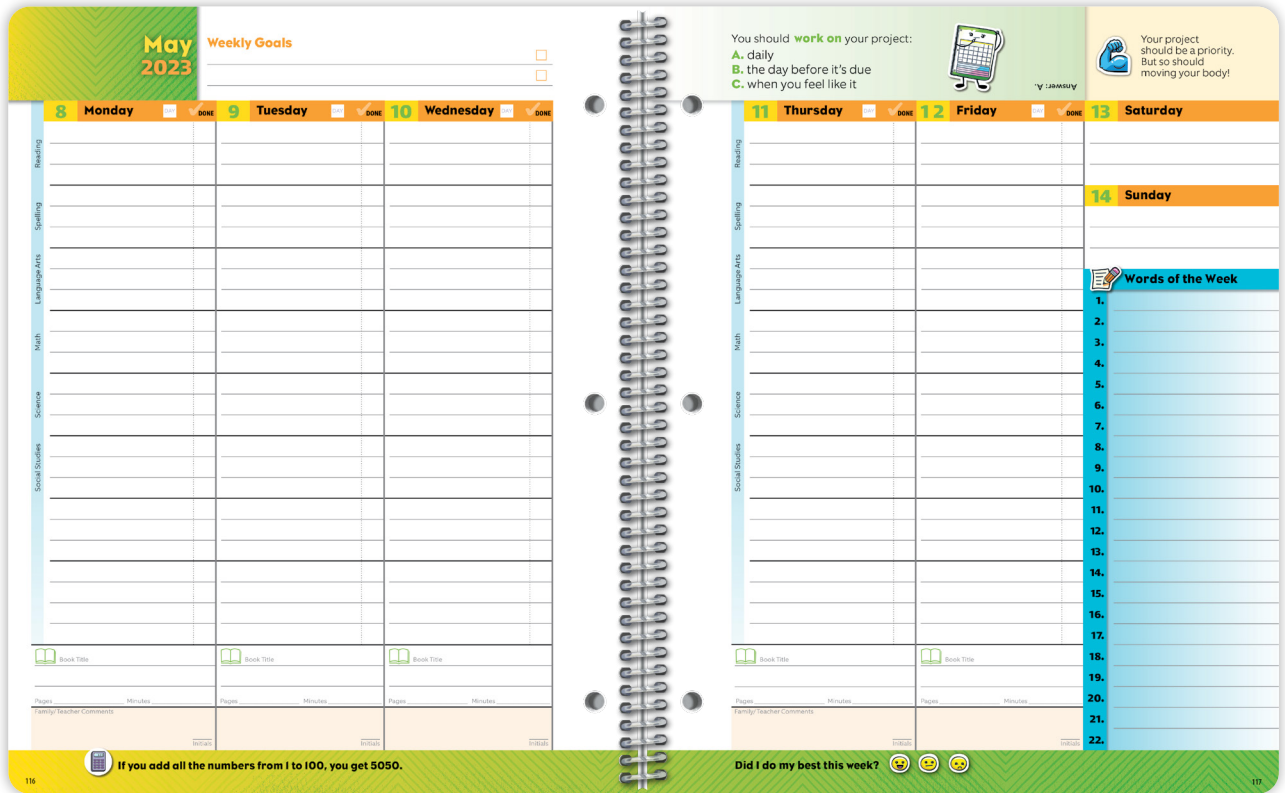 May
2023
Weekly Goals
8 Monday DAY DONE
9 Tuesday DAY DONE
10 Wednesday DAY DONE
Reading
Spelling
Language Arts
Math
Science
Social Studies
Book Title
Book Title
Book Title
Pages Minutes
Pages Minutes
Pages Minutes
Family/Teacher Comments
Initials
Initials
Initials
If you add all the numbers from 1 to 100, you get 5050.
116
You should work on your project:
A. daily
B. the day before it's due
C. when you feel like it
Answer: A.
Your project
should be a priority.
But so should
moving your body!
11 Thursday DAY DONE
12 Friday DAY DONE
13 Saturday
14 Sunday
Reading
Spelling
Language Arts
Math
Science
Social Studies
Words of the Week
1.
2.
3.
4.
5.
6.
7.
8.
9.
10.
11.
12.
13.
14.
15.
16.
17.
18.
19.
20.
21.
22.
Book Title
Book Title
Pages Minutes
Pages Minutes
Family/Teacher Comments
Initials
Initials
Did I do my best this week?
117